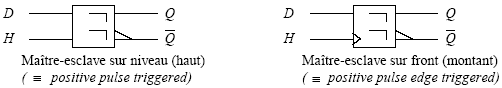 D Q D Q
H Q H Q
Maître-esclave sur niveau (haut) Maître-esclave sur front (montant)
( ≡ positive pulse triggered) ( ≡ positive pulse edge triggered)